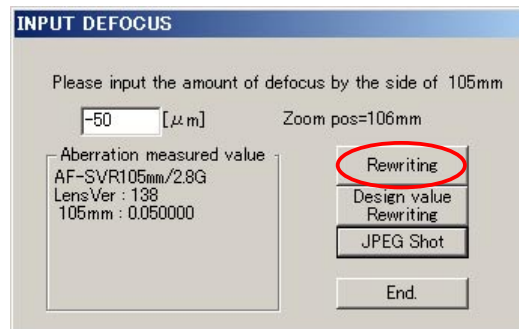 INPUT DEFOCUS
Please input the amount of defocus by the side of 105mm
-50 [μm] Zoom pos=106mm
Aberration measured value
AF-SVR105mm/2.8G
LensVer : 138
105mm : 0.050000
Rewriting
Design value
Rewriting
JPEG Shot
End.